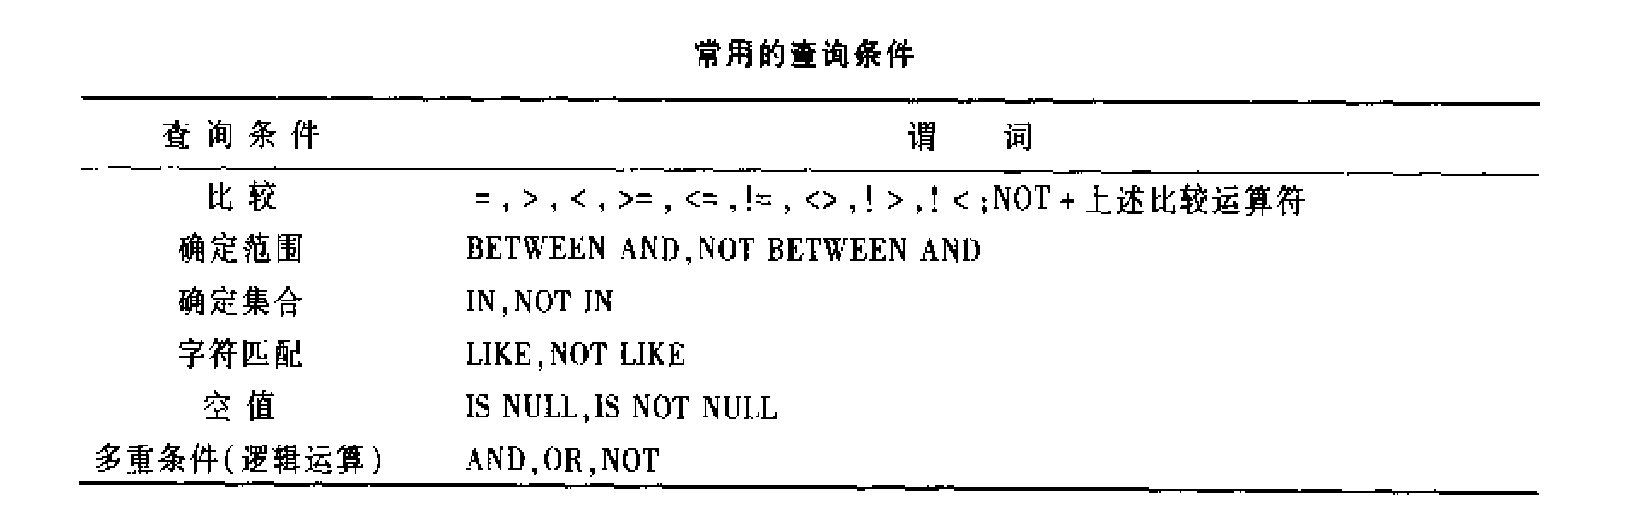 常用的查询条件
查询条件 谓 词
比较 =,>,<,>=,<=,!=,<>,!>,!<;NOT+上述比较运算符
确定范围 BETWEEN AND,NOT BETWEEN AND
确定集合 IN,NOT IN
字符匹配 LIKE,NOT LIKE
空值 IS NULL,IS NOT NULL
多重条件(逻辑运算) AND,OR,NOT